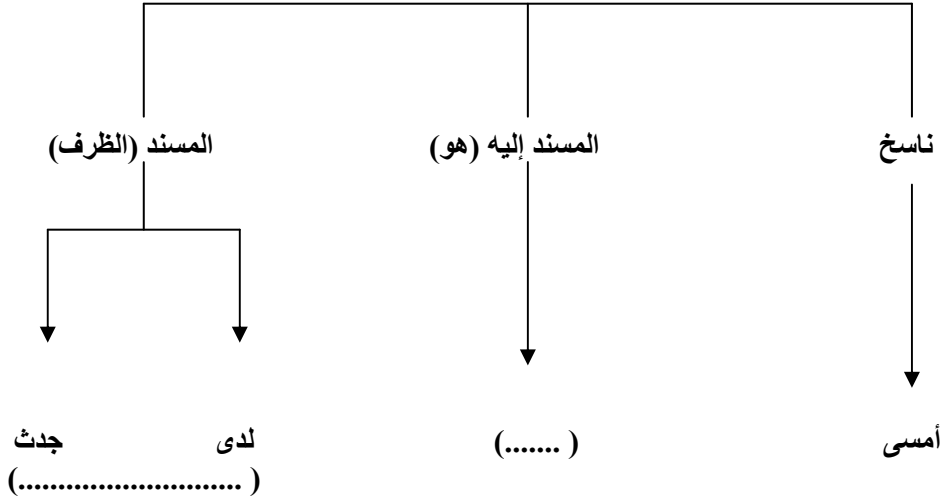 ناسخ المسند إليه (هو) المسند (الظرف)
أمسى (.......) لدى جدث
(...........................)